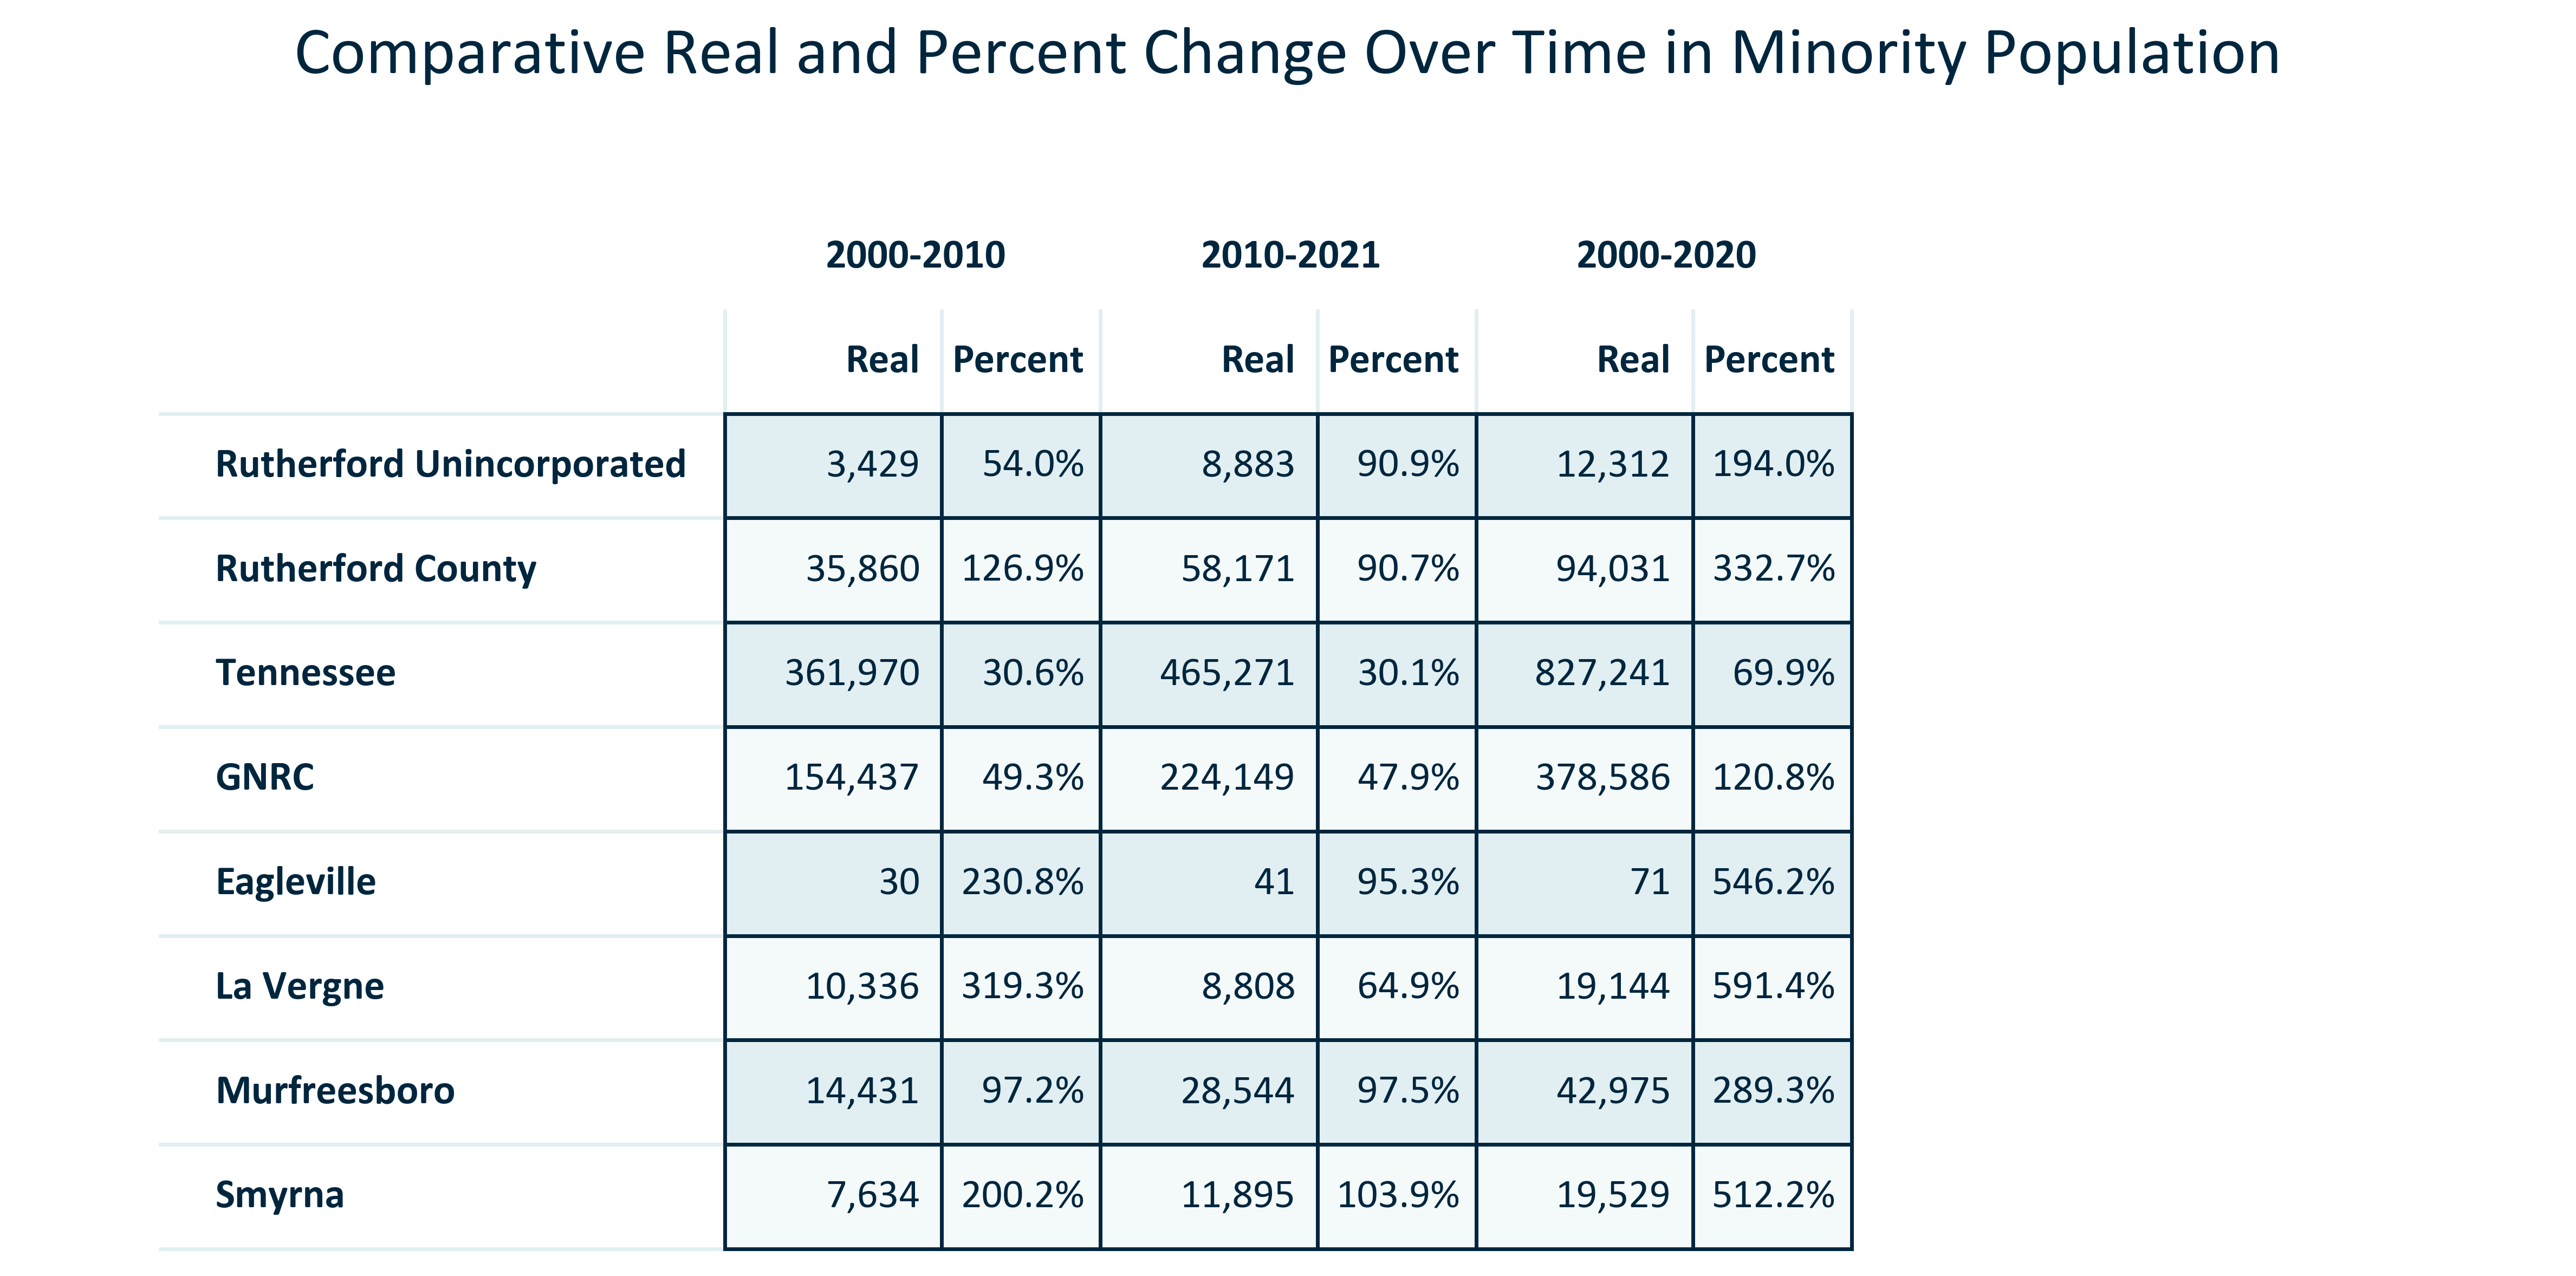 Comparative Real and Percent Change Over Time in Minority Population
2000-2010 2010-2021 2000-2020
Real Percent Real Percent Real Percent
Rutherford Unincorporated 3,429 54.0% 8,883 90.9% 12,312 194.0%
Rutherford County 35,860 126.9% 58,171 90.7% 94,031 332.7%
Tennessee 361,970 30.6% 465,271 30.1% 827,241 69.9%
GNRC 154,437 49.3% 224,149 47.9% 378,586 120.8%
Eagleville 30 230.8% 41 95.3% 71 546.2%
La Vergne 10,336 319.3% 8,808 64.9% 19,144 591.4%
Murfreesboro 14,431 97.2% 28,544 97.5% 42,975 289.3%
Smyrna 7,634 200.2% 11,895 103.9% 19,529 512.2%